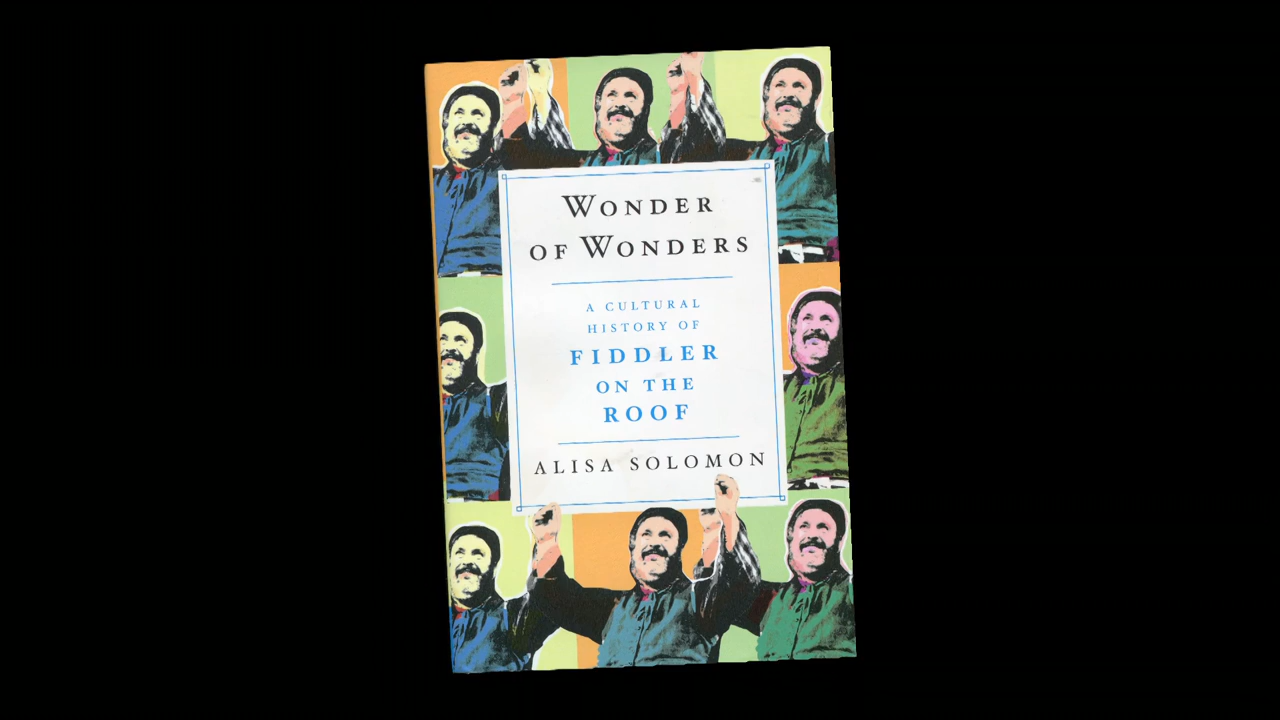 WONDER
OF WONDERS
A CULTURAL
HISTORY OF
FIDDLER
ON THE
ROOF
ALISA SOLOMON